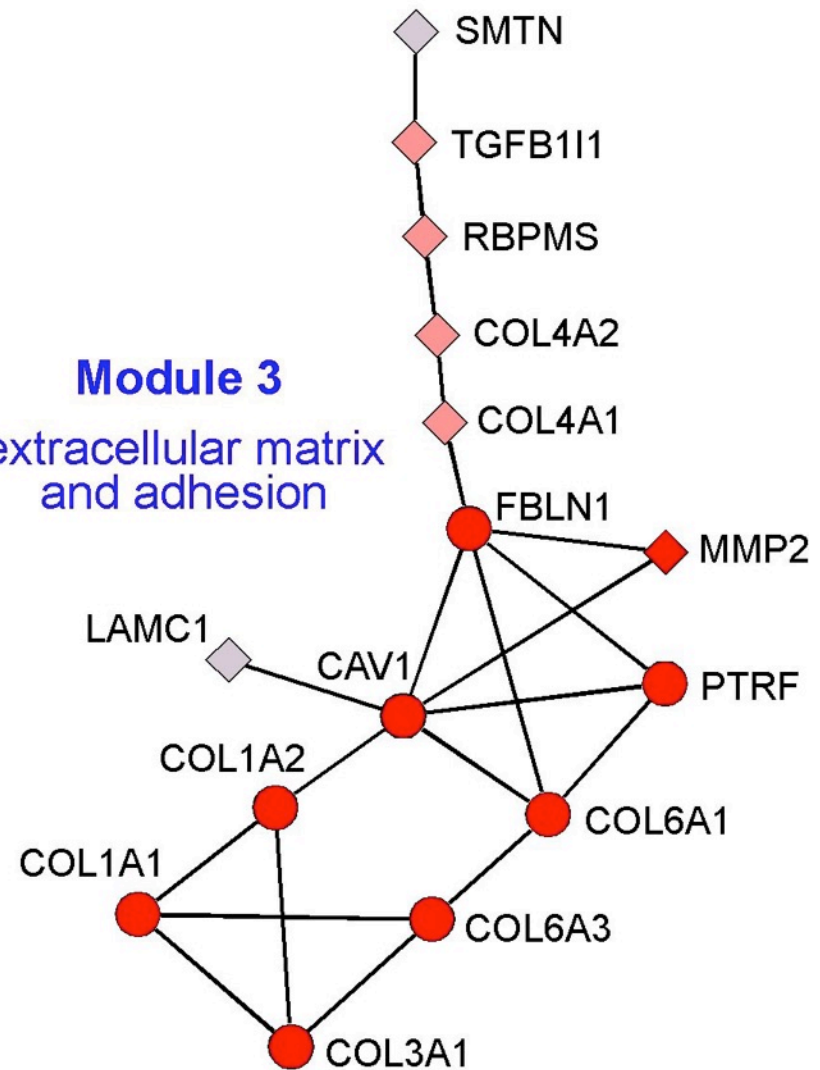 SMTN
TGFB1I1
RBPMS
COL4A2
Module 3
COL4A1
extracellular matrix
and adhesion
FBLN1
MMP2
LAMC1
CAV1
PTRF
COL1A2
COL6A1
COL1A1
COL6A3
COL3A1